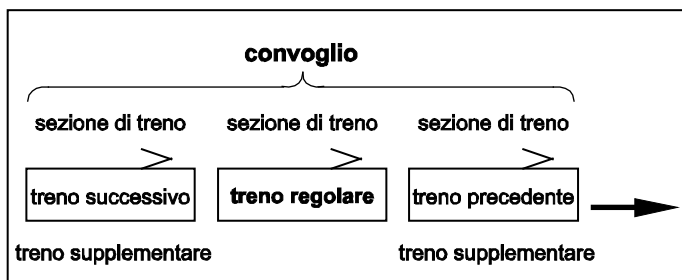 convoglio
sezione di treno sezione di treno sezione di treno
treno successivo treno regolare treno precedente
treno supplementare treno supplementare